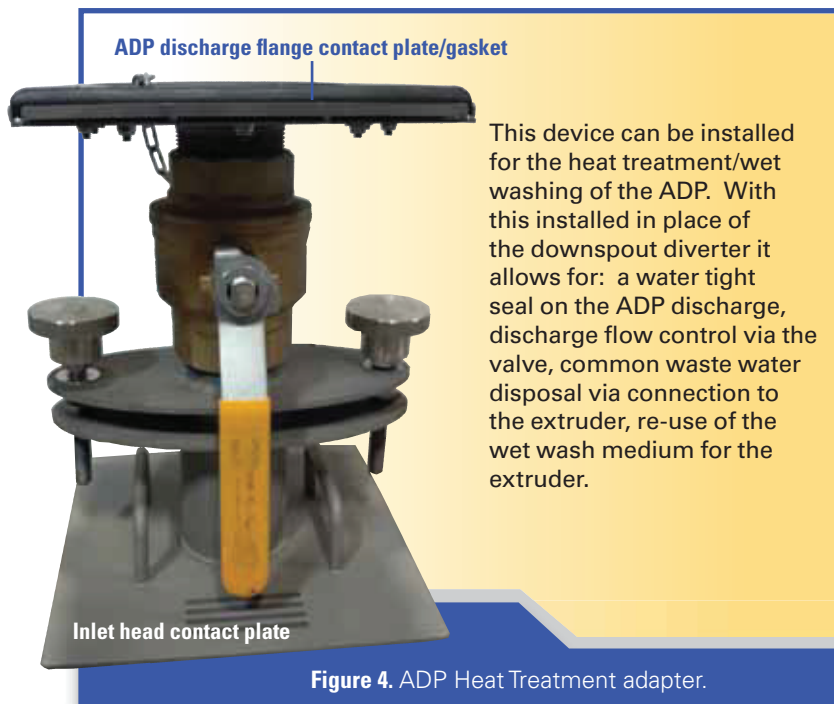 ADP discharge flange contact plate/gasket
This device can be installed
for the heat treatment/wet
washing of the ADP.  With
this installed in place of
the downspout diverter it
allows for:  a water tight
seal on the ADP discharge,
discharge flow control via the
valve, common waste water
disposal via connection to
the extruder, re-use of the
wet wash medium for the
extruder.
Inlet head contact plate
Figure 4. ADP Heat Treatment adapter.